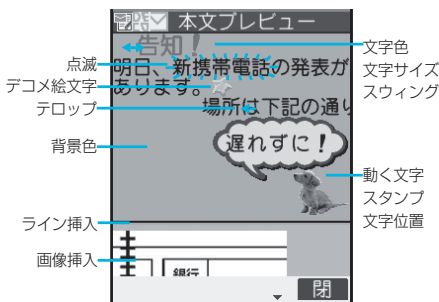 本文プレビュー
告知!
明日、新携帯電話の発表が
あります。
場所は下記の通り
遅れずに!
銀行
閉
点滅
デコメ絵文字
テロップ
背景色
ライン挿入
画像挿入
文字色
文字サイズ
スウィング
動く文字
スタンプ
文字位置